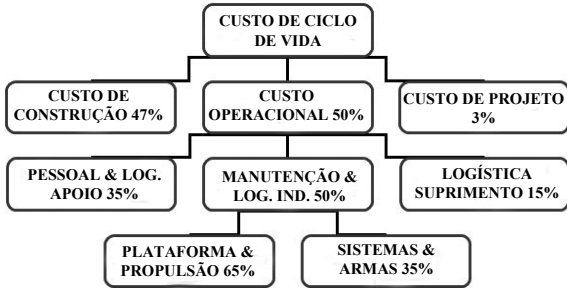 CUSTO DE CICLO
DE VIDA
CUSTO DE
CONSTRUÇÃO 47%
CUSTO
OPERACIONAL 50%
CUSTO DE PROJETO
3%
PESSOAL & LOG.
APOIO 35%
MANUTENÇÃO &
LOG. IND. 50%
LOGÍSTICA
SUPRIMENTO 15%
PLATAFORMA &
PROPULSÃO 65%
SISTEMAS &
ARMAS 35%